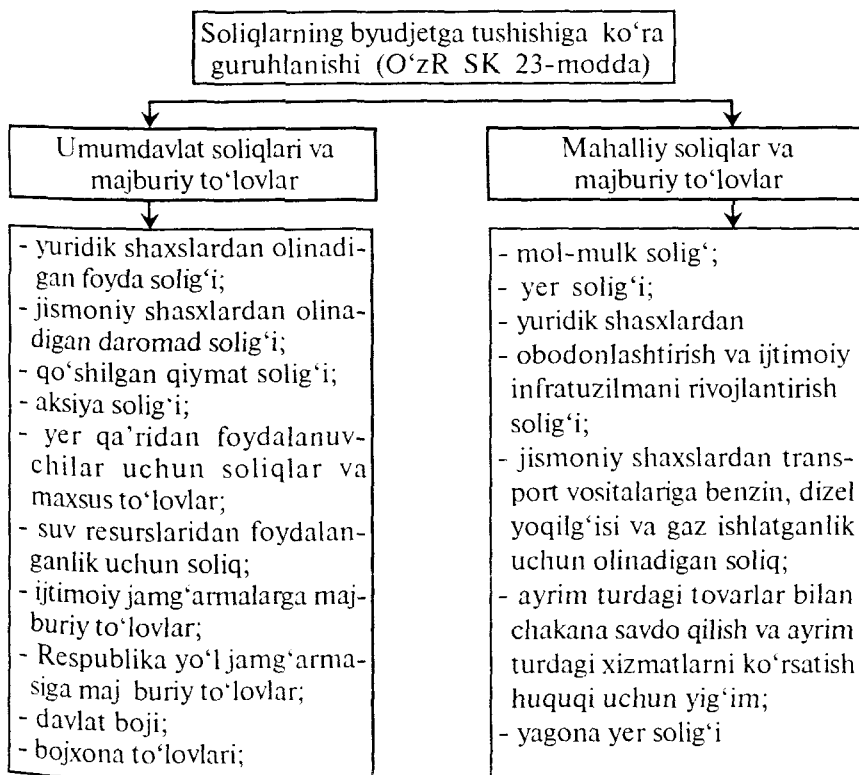 Soliqlarning byudjetga tushishiga ko‘ra
guruhlanishi (O‘zR SK 23-modda)
Umumdavlat soliqlari va
majburiy to‘lovlar
- yuridik shaxslardan olinadi-
gan foyda solig‘i;
- jismoniy shasxlardan olina-
digan daromad solig‘i;
- qo‘shilgan qiymat solig‘i;
- aksiya solig‘i;
- yer qa’ridan foydalanuv-
chilar uchun soliqlar va
maxsus to‘lovlar;
- suv resurslaridan foydalan-
ganlik uchun soliq;
- ijtimoiy jamg‘armalarga maj-
buriy to‘lovlar;
- Respublika yo‘l jamg‘arma-
siga maj buriy to‘lovlar;
- davlat boji;
- bojxona to‘lovlari;
Mahalliy soliqlar va
majburiy to‘lovlar
- mol-mulk solig‘;
- yer solig‘i;
- yuridik shasxlardan
- obodonlashtirish va ijtimoiy
infratuzilmani rivojlantirish
solig‘i;
- jismoniy shaxslardan trans-
port vositalariga benzin, dizel
yoqilg‘isi va gaz ishlatganlik
uchun olinadigan soliq;
- ayrim turdagi tovarlar bilan
chakana savdo qilish va ayrim
turdagi xizmatlarni ko‘rsatish
huquqi uchun yig‘im;
- yagona yer solig‘i